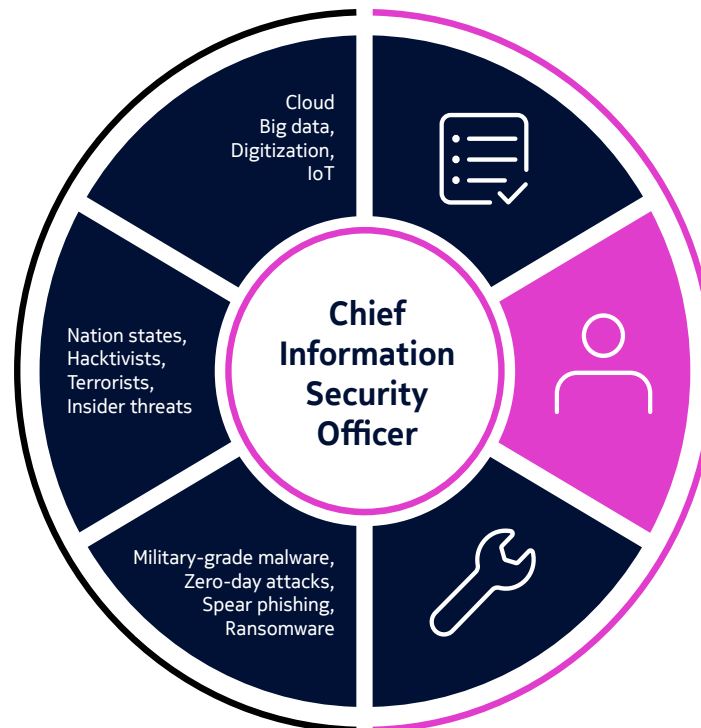 Cloud
Big data,
Digitization,
IoT
Chief
Information
Security
Officer
Nation states,
Hacktivists,
Terrorists,
Insider threats
Military-grade malware,
Zero-day attacks,
Spear phishing,
Ransomware